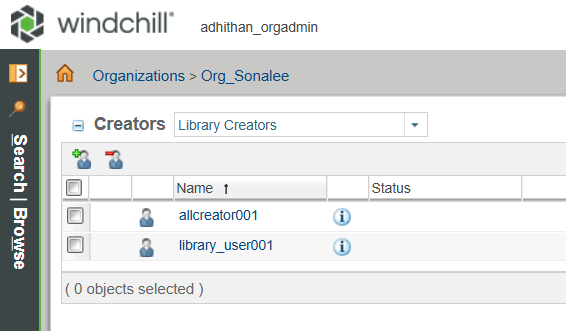 windchill
adhithan_orgadmin
Organizations > Org_Sonalee
Creators Library Creators
Name ↑ Status
allcreator001
library_user001
( 0 objects selected )
Search | Browse